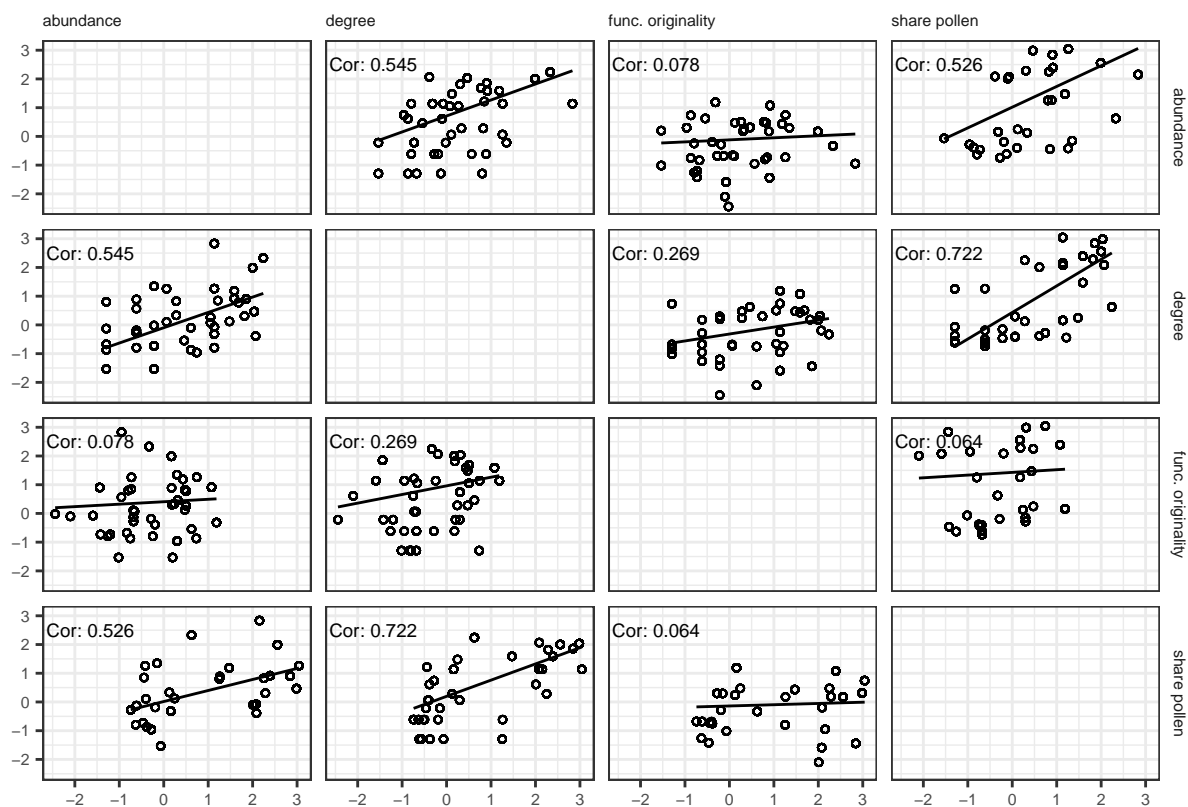 abundance degree func. originality share pollen
3
2
1
0
−1
−2
Cor: 0.545 Cor: 0.078 Cor: 0.526
abundance
3
2
1
0
−1
−2
Cor: 0.545 Cor: 0.269 Cor: 0.722
degree
3
2
1
0
−1
−2
Cor: 0.078 Cor: 0.269 Cor: 0.064
func. originality
3
2
1
0
−1
−2
Cor: 0.526 Cor: 0.722 Cor: 0.064
share pollen
−2 −1 0 1 2 3 −2 −1 0 1 2 3 −2 −1 0 1 2 3 −2 −1 0 1 2 3